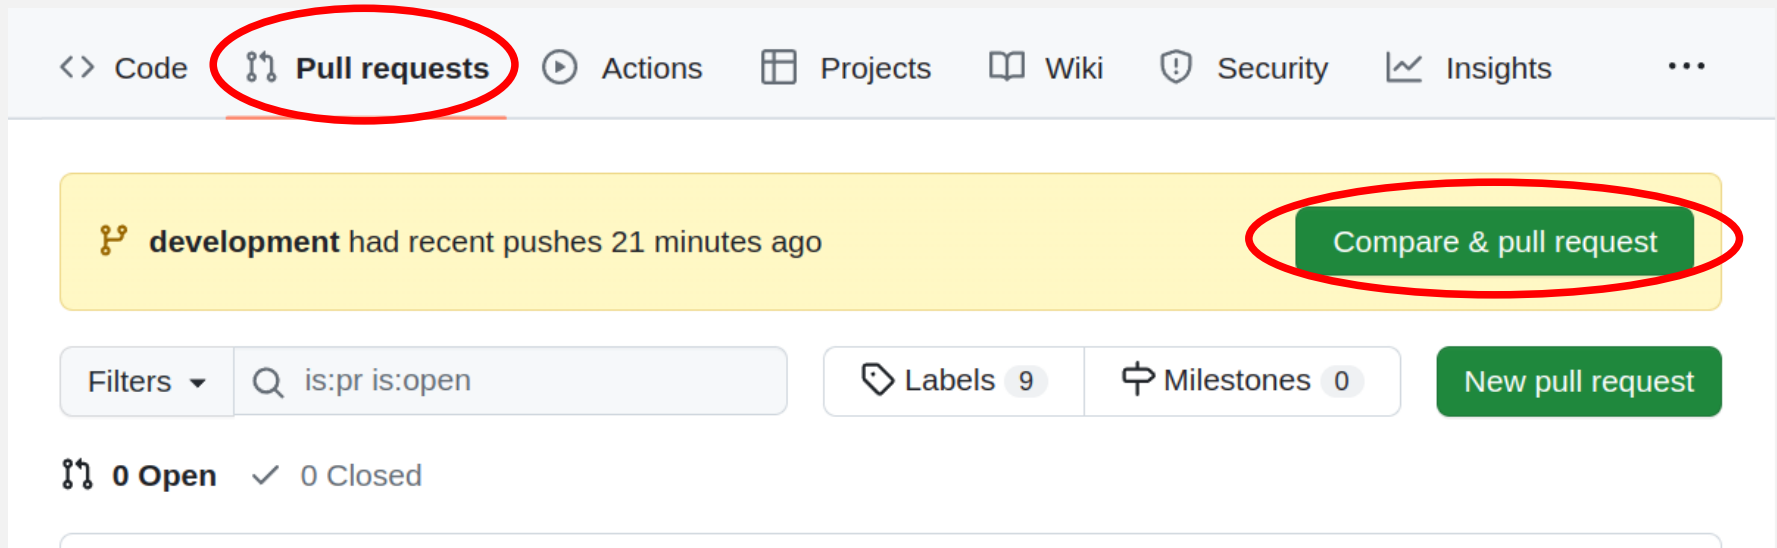 Code Pull requests Actions Projects Wiki Security Insights
development had recent pushes 21 minutes ago Compare & pull request
Filters is:pr is:open Labels 9 Milestones 0 New pull request
0 Open 0 Closed